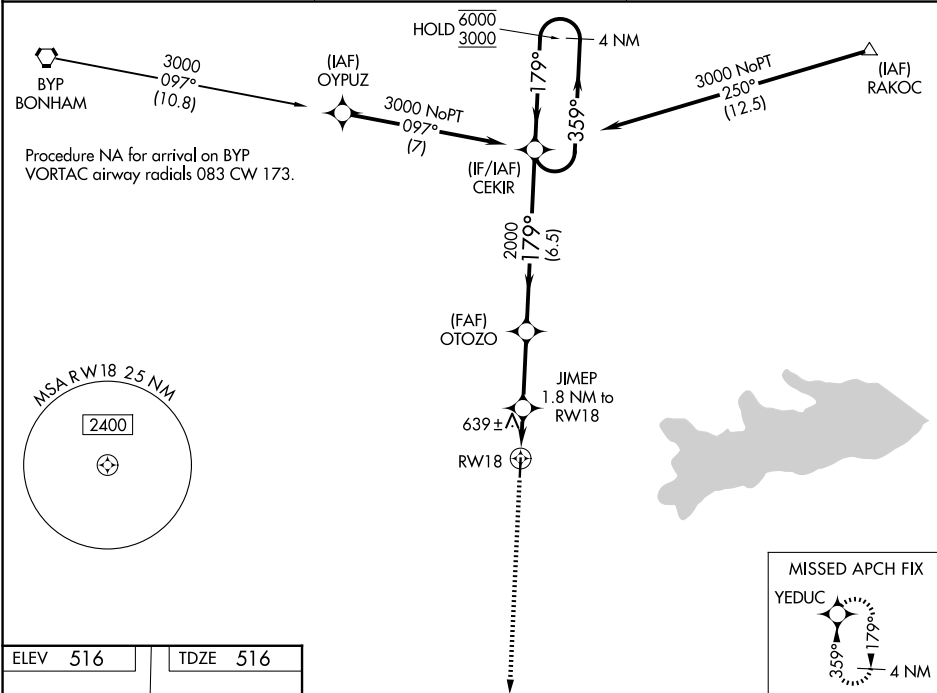 HOLD 6000
3000
4 NM
179°
359°
BYP
BONHAM
3000
097°
(10.8)
(IAF)
OYPUZ
3000 NoPT
097°
(7)
3000 NoPT
250°
(12.5)
(IAF)
RAKOC
Procedure NA for arrival on BYP
VORTAC airway radials 083 CW 173.
(IF/IAF)
CEKIR
2000
179°
(6.5)
(FAF)
OTOZO
MSA RW18 25 NM
2400
JIMEP
1.8 NM to
RW18
639±
RW18
MISSED APCH FIX
YEDUC
359°
179°
4 NM
ELEV 516
TDZE 516